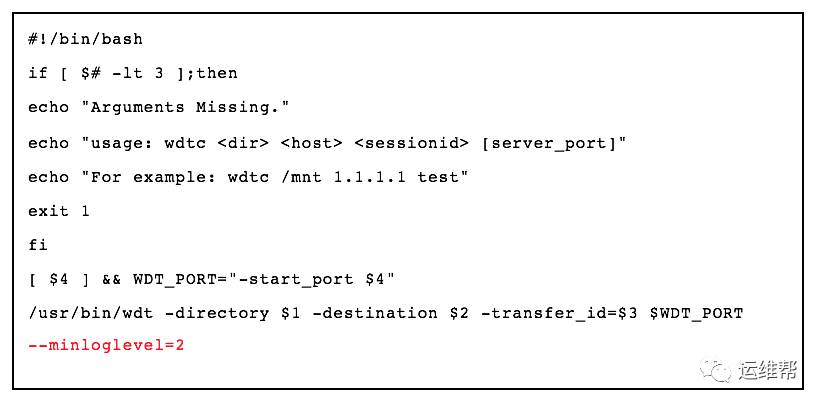 #!/bin/bash
if [ $# -lt 3 ];then
echo "Arguments Missing."
echo "usage: wdtc <dir> <host> <sessionid> [server_port]"
echo "For example: wdtc /mnt 1.1.1.1 test"
exit 1
fi
[ $4 ] && WDT_PORT="-start_port $4"
/usr/bin/wdt -directory $1 -destination $2 -transfer_id=$3 $WDT_PORT
--minloglevel=2
运维帮